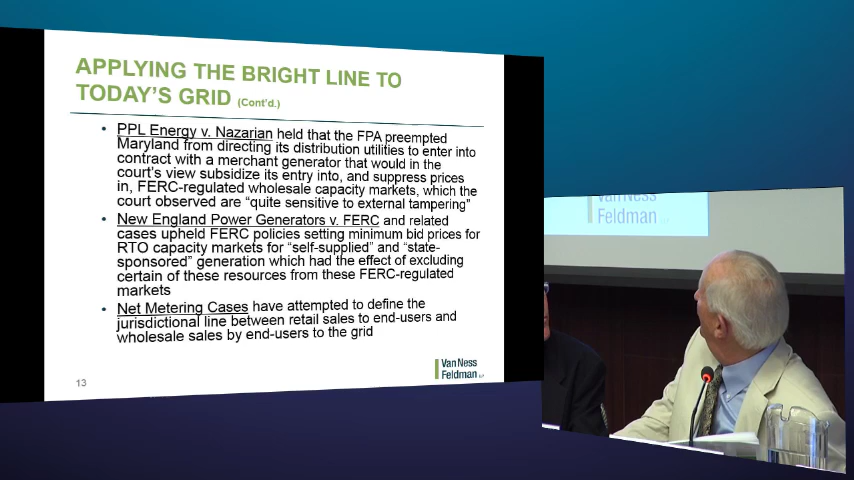 APPLYING THE BRIGHT LINE TO
TODAY'S GRID (Cont'd.)
• PPL Energy v. Nazarian held that the FPA preempted
Maryland from directing its distribution utilities to enter into
contract with a merchant generator that would in the
court's view subsidize its entry into, and suppress prices
in, FERC-regulated wholesale capacity markets, which the
court observed are “quite sensitive to external tampering”
• New England Power Generators v. FERC and related
cases upheld FERC policies setting minimum bid prices for
RTO capacity markets for “self-supplied” and “state-
sponsored” generation which had the effect of excluding
certain of these resources from these FERC-regulated
markets
• Net Metering Cases have attempted to define the
jurisdictional line between retail sales to end-users and
wholesale sales by end-users to the grid
Van Ness
Feldman LLP
13
Van Ness
Feldman